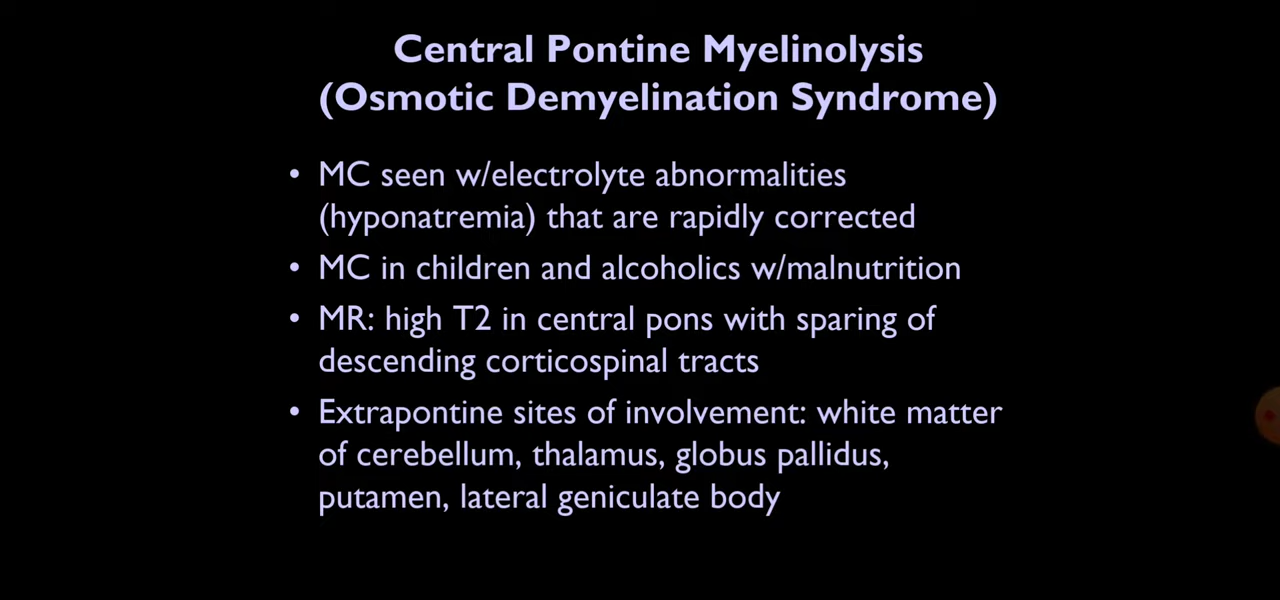 Central Pontine Myelinolysis
(Osmotic Demyelination Syndrome)
• MC seen w/electrolyte abnormalities
(hyponatremia) that are rapidly corrected
• MC in children and alcoholics w/malnutrition
• MR: high T2 in central pons with sparing of
descending corticospinal tracts
• Extrapontine sites of involvement: white matter
of cerebellum, thalamus, globus pallidus,
putamen, lateral geniculate body